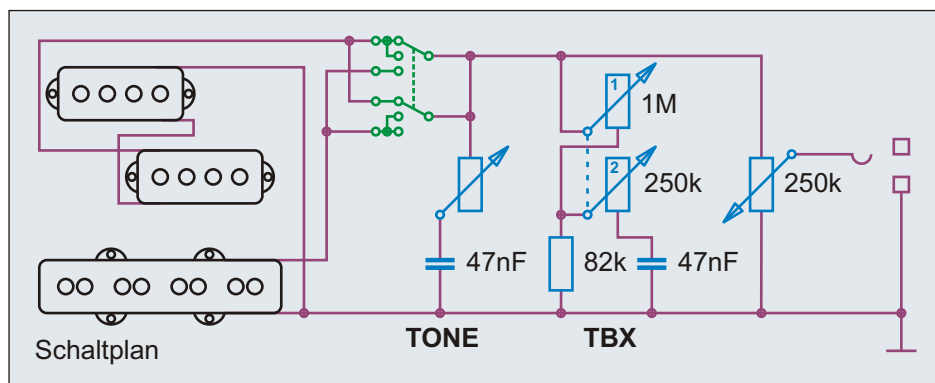 1
1M
2
250k
250k
47nF
82k
47nF
TONE
TBX
Schaltplan